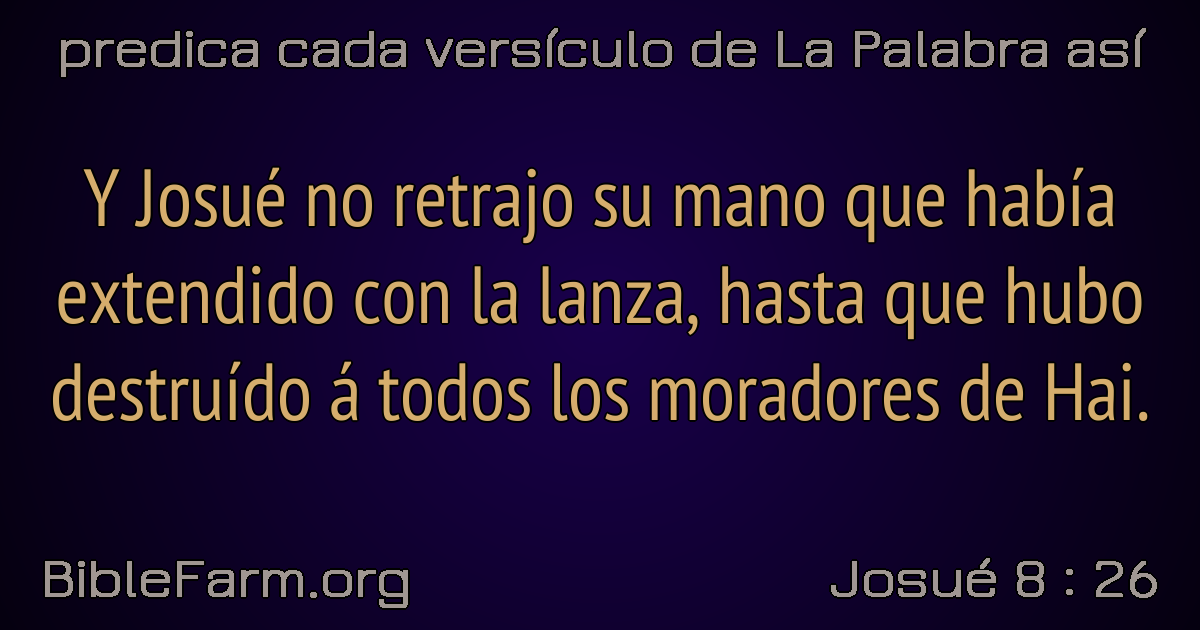 predica cada versículo de La Palabra así
Y Josué no retrajo su mano que había
extendido con la lanza, hasta que hubo
destruído á todos los moradores de Hai.
BibleFarm.org
Josué 8 : 26